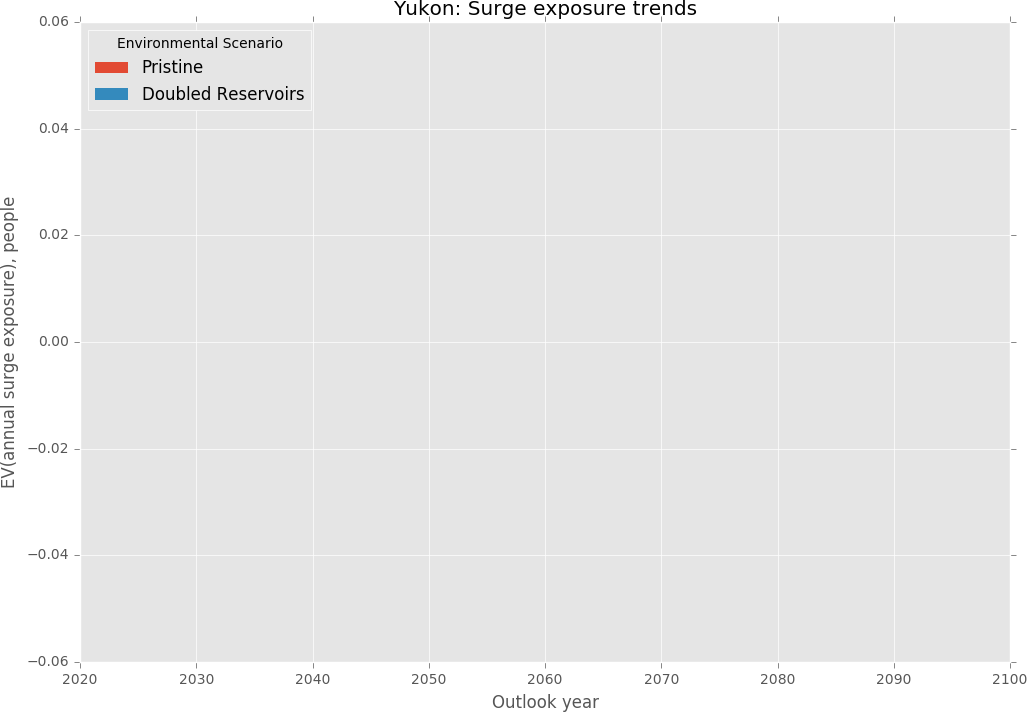 Yukon: Surge exposure trends
Environmental Scenario
Pristine
Doubled Reservoirs
EV(annual surge exposure), people
0.06
0.04
0.02
0.00
−0.02
−0.04
−0.06
2020 2030 2040 2050 2060 2070 2080 2090 2100
Outlook year